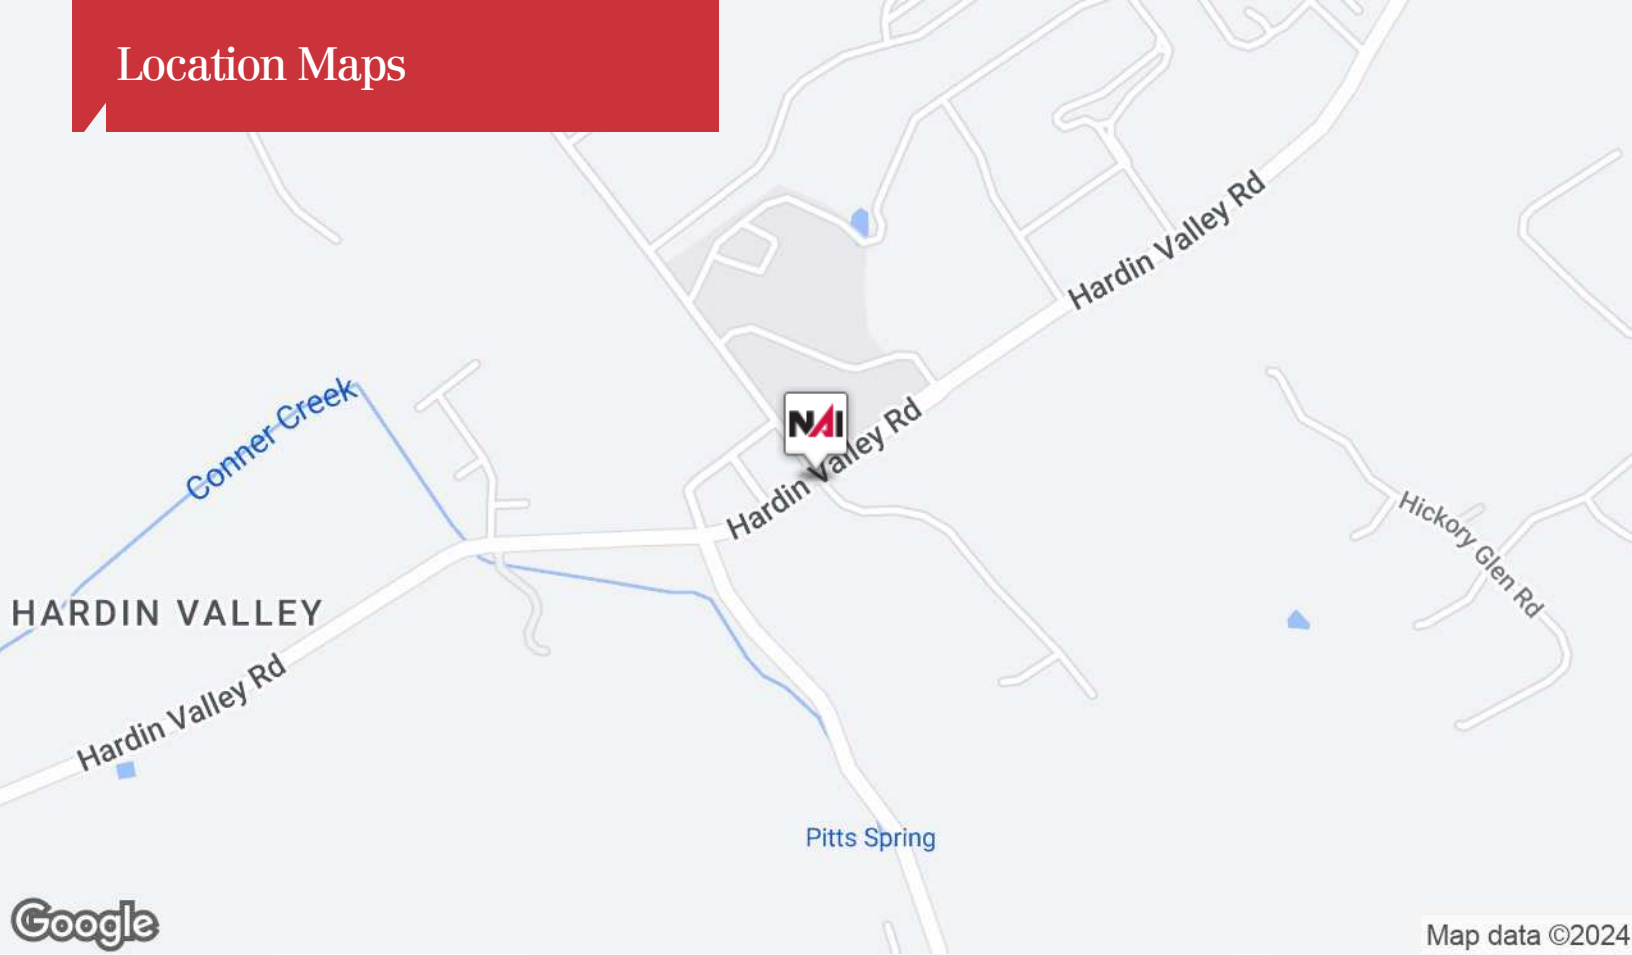 Location Maps
Hardin Valley Rd
Conner Creek
NAI
Hardin Valley Rd
Hickory Glen Rd
HARDIN VALLEY
Hardin Valley Rd
Pitts Spring
Google
Map data ©2024